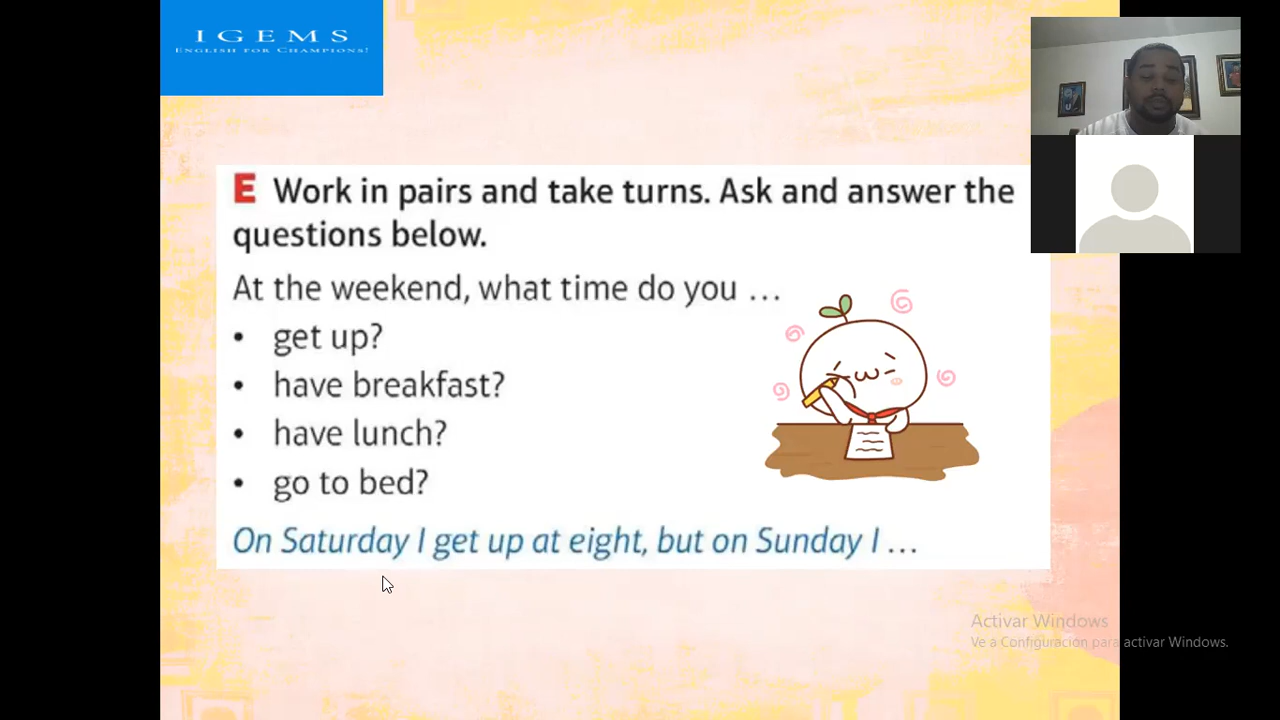 I G E M S
ENGLISH FOR CHAMPIONS!
E Work in pairs and take turns. Ask and answer the
questions below.
At the weekend, what time do you …
• get up?
• have breakfast?
• have lunch?
• go to bed?
On Saturday I get up at eight, but on Sunday I …
Activar Windows
Ve a Configuración para activar Windows.